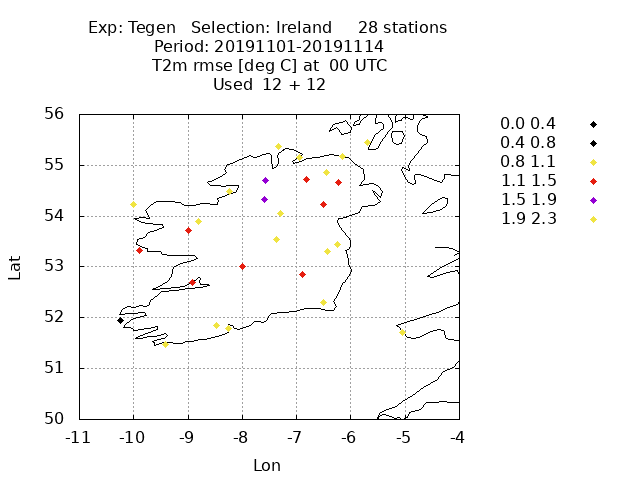 Exp: Tegen   Selection: Ireland     28 stations
Period: 20191101-20191114
T2m rmse [deg C] at  00 UTC
Used  12 + 12
56
55
54
53
52
51
50
Lat
-11 -10 -9 -8 -7 -6 -5 -4
Lon
0.0 0.4
0.4 0.8
0.8 1.1
1.1 1.5
1.5 1.9
1.9 2.3